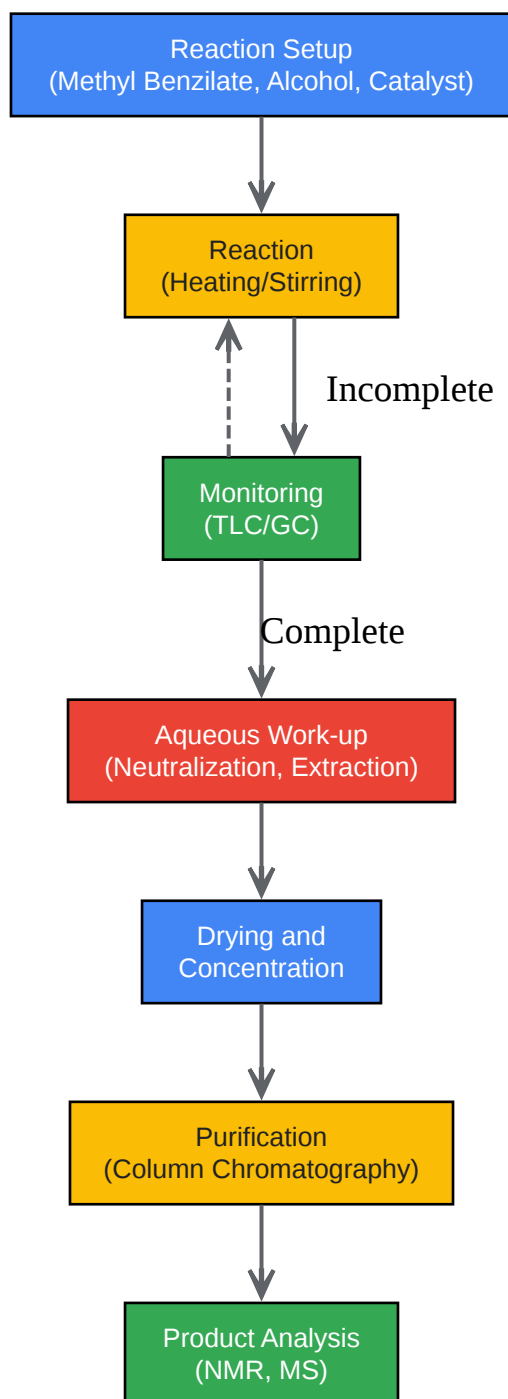 Reaction Setup
(Methyl Benzilate, Alcohol, Catalyst)
Reaction
(Heating/Stirring)
Incomplete
Monitoring
(TLC/GC)
Complete
Aqueous Work-up
(Neutralization, Extraction)
Drying and
Concentration
Purification
(Column Chromatography)
Product Analysis
(NMR, MS)